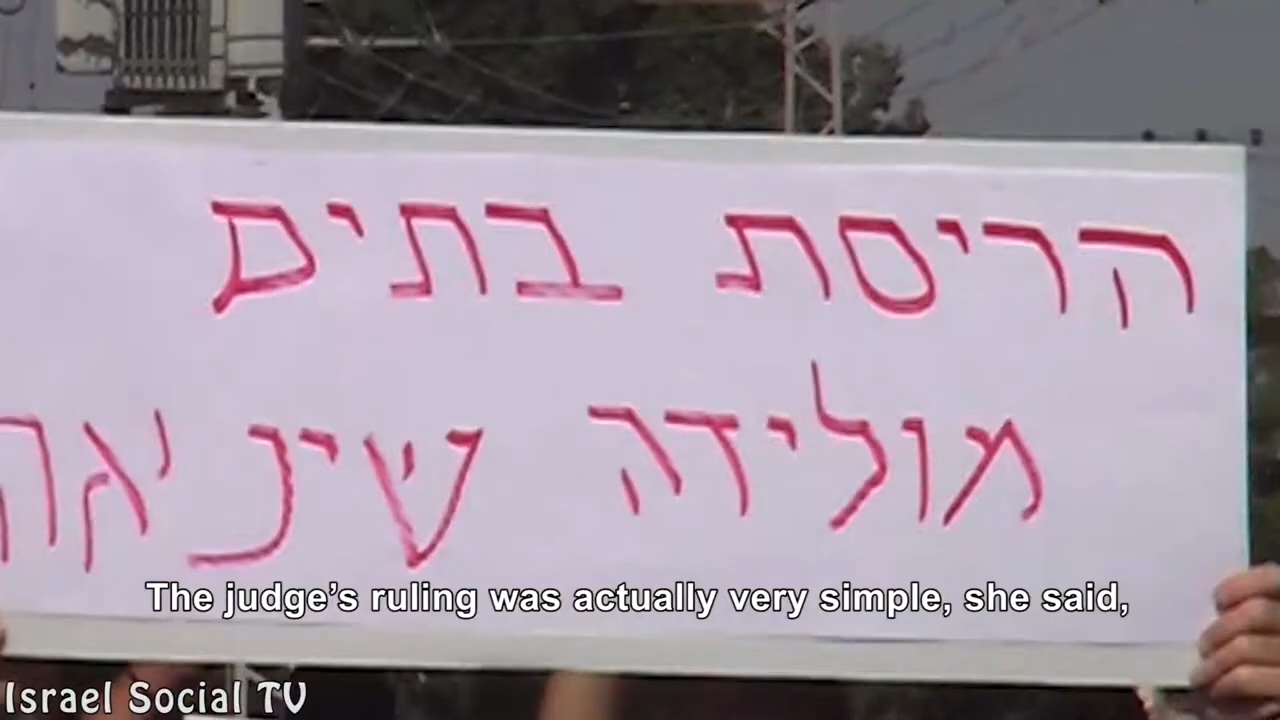 הריסת בתים
מולידה שינאה
The judge’s ruling was actually very simple, she said,
Israel Social TV